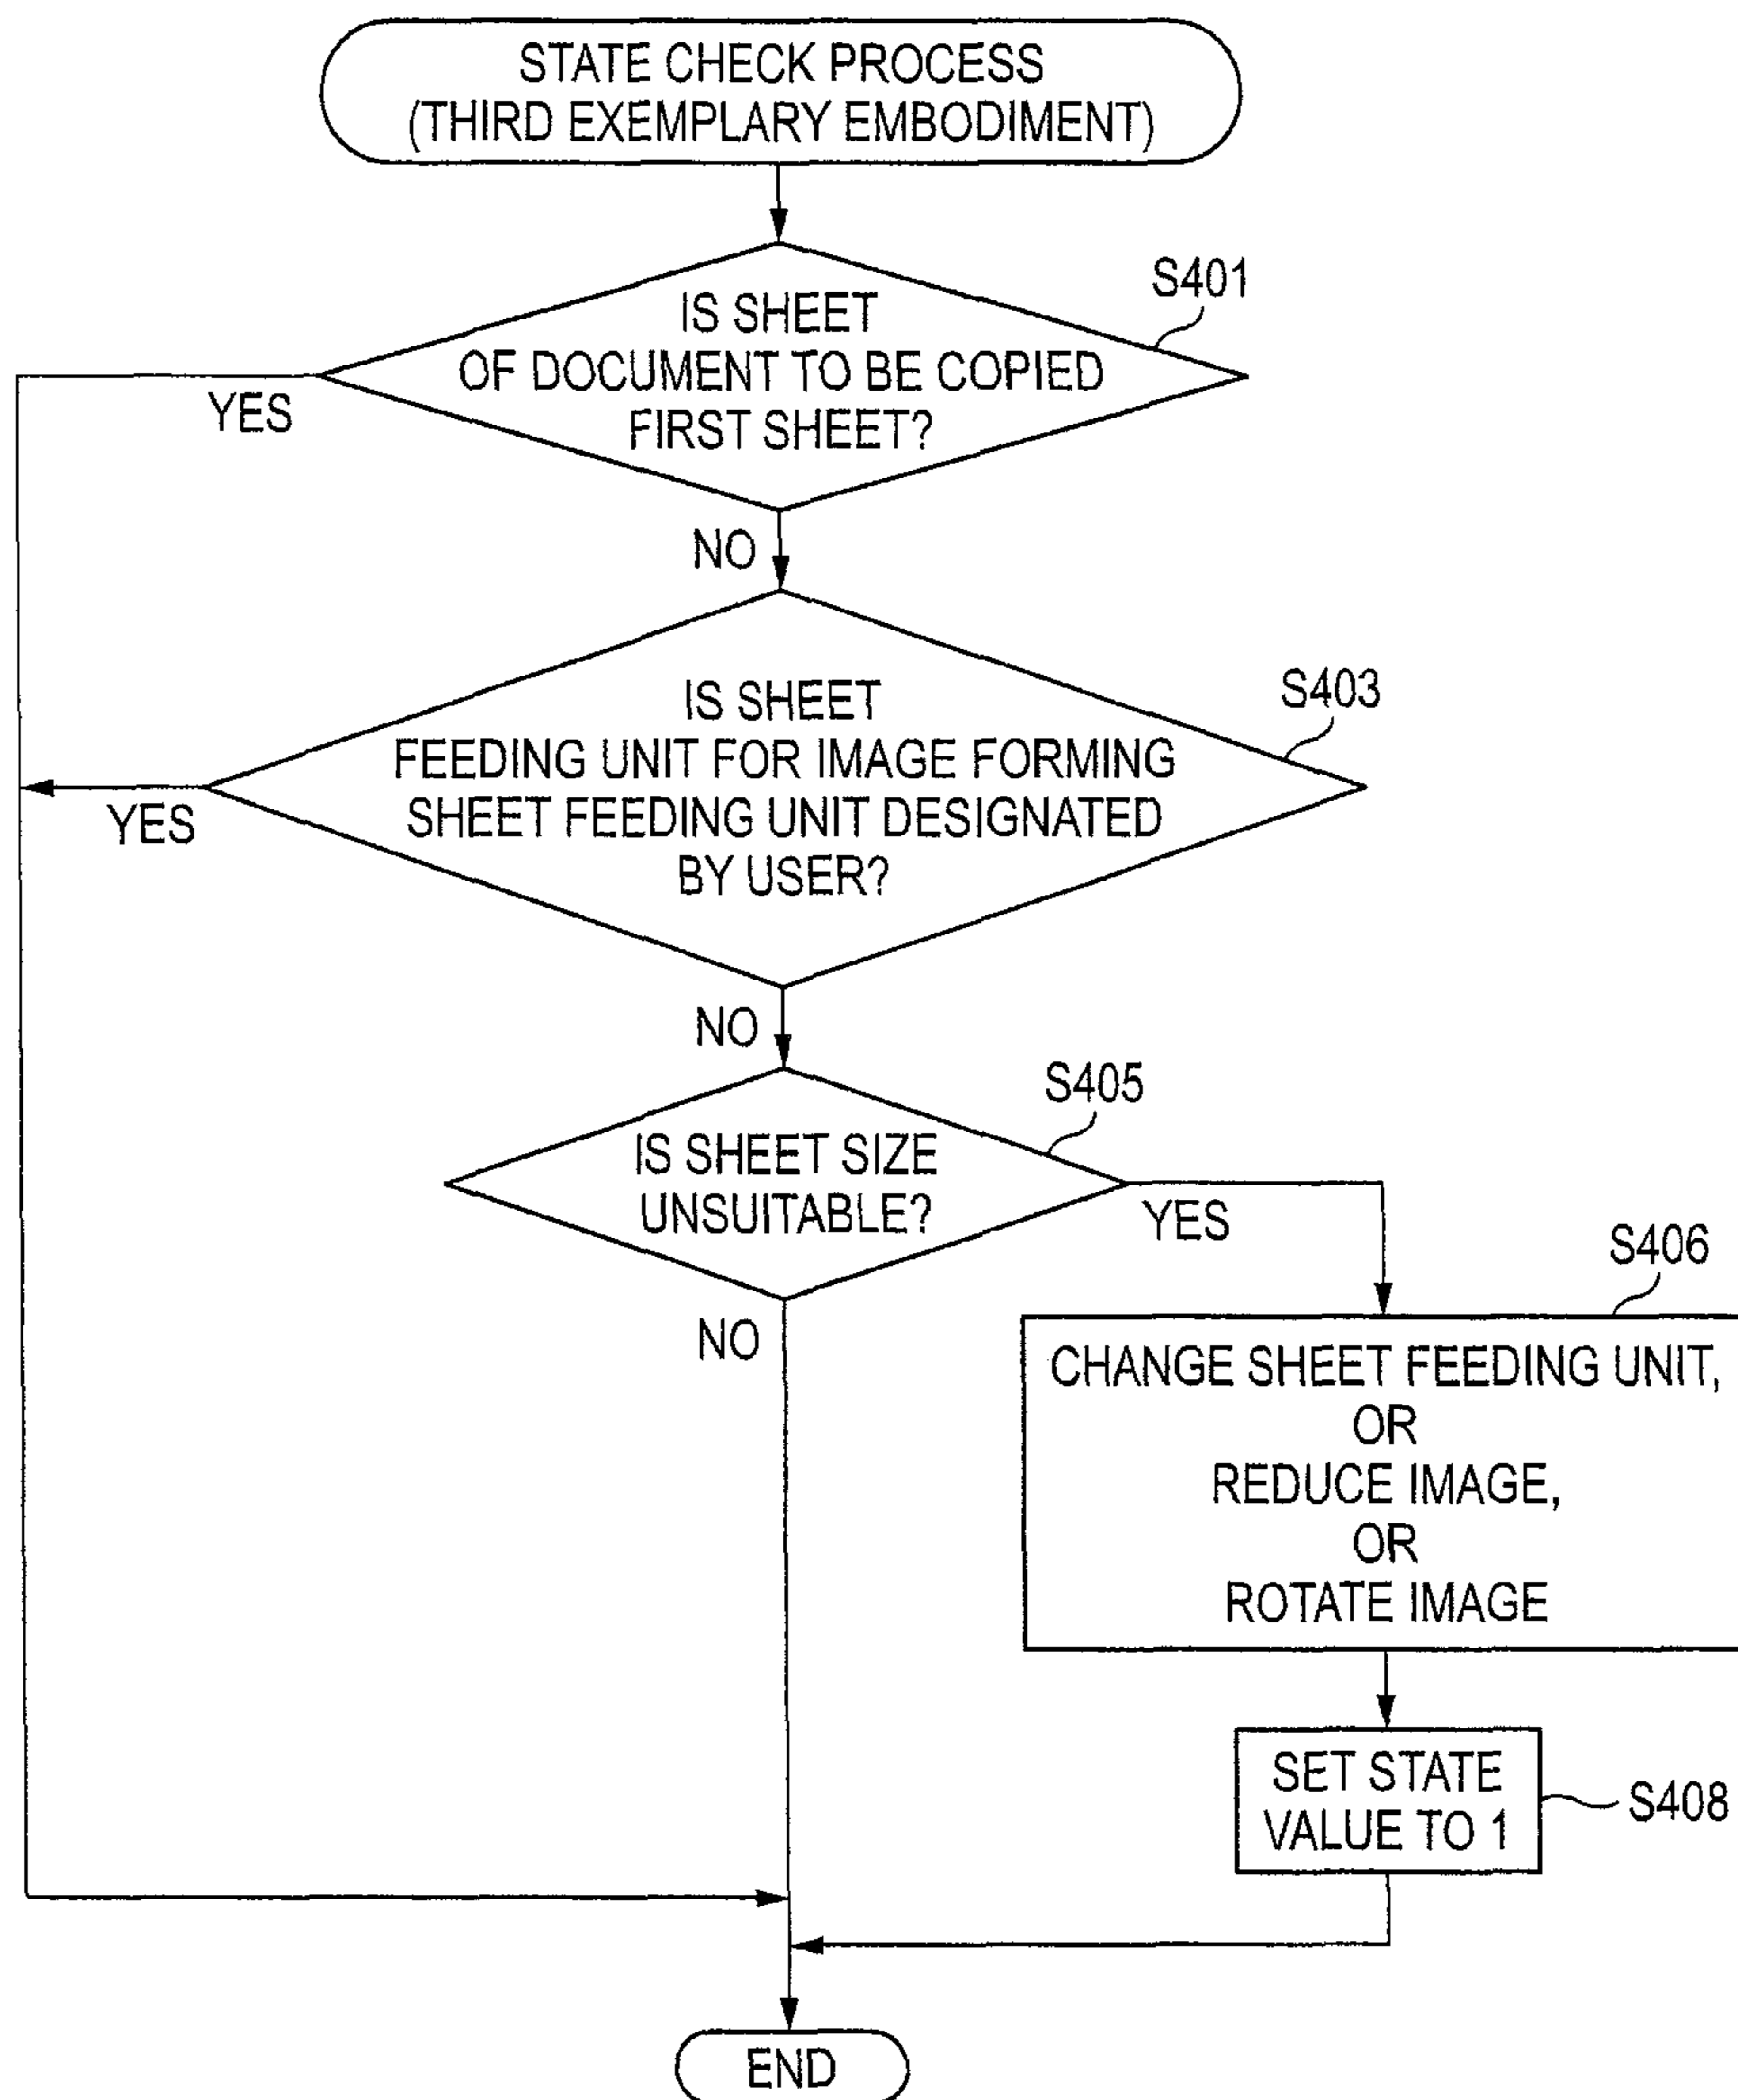 STATE CHECK PROCESS
(THIRD EXEMPLARY EMBODIMENT)
S401
IS SHEET
OF DOCUMENT TO BE COPIED
FIRST SHEET?
YES
NO
S403
IS SHEET
FEEDING UNIT FOR IMAGE FORMING
SHEET FEEDING UNIT DESIGNATED
BY USER?
YES
NO
S405
IS SHEET SIZE
UNSUITABLE?
YES
NO
S406
CHANGE SHEET FEEDING UNIT,
OR
REDUCE IMAGE,
OR
ROTATE IMAGE
SET STATE
VALUE TO 1
S408
END